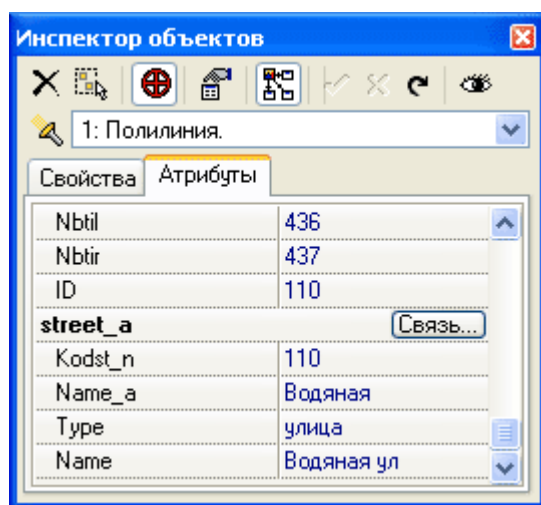 Инспектор объектов
1: Полилиния.
Свойства Атрибуты
Nbtil 436
Nbtir 437
ID 110
street_a Связь...
Kodst_n 110
Name_a Водяная
Type улица
Name Водяная ул